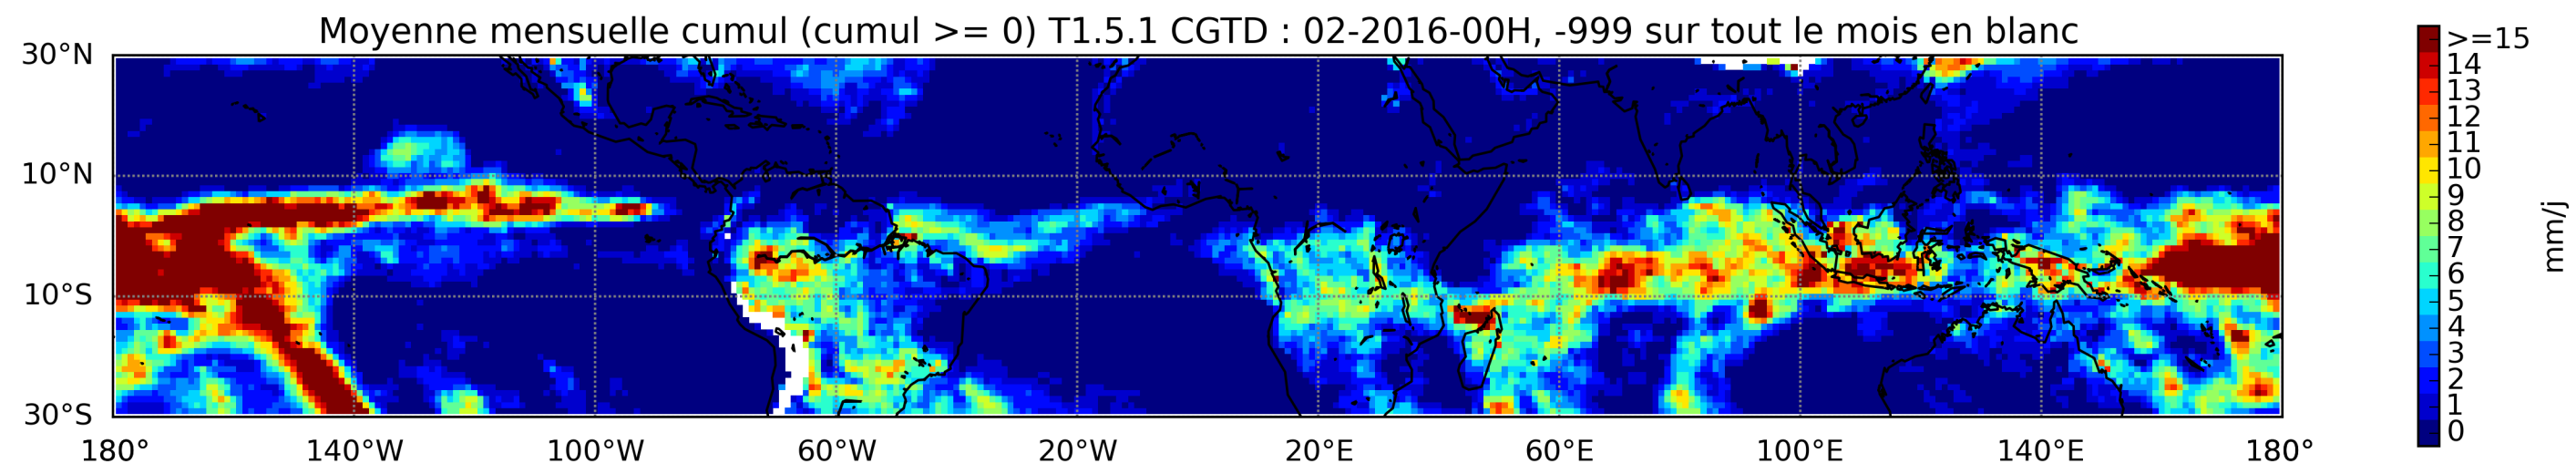 Moyenne mensuelle cumul (cumul >= 0) T1.5.1 CGTD : 02-2016-00H, -999 sur tout le mois en blanc
30°N
10°N
10°S
30°S
180°
140°W
100°W
60°W
20°W
20°E
60°E
100°E
140°E
180°
>=15
14
13
12
11
10
9
8
7
6
5
4
3
2
1
0
mm/j